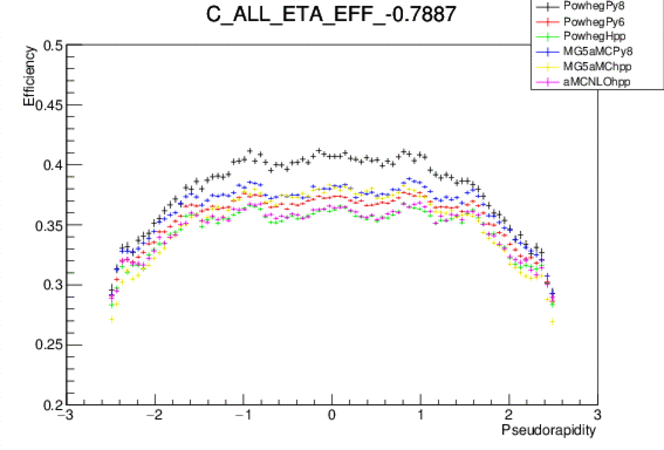 C_ALL_ETA_EFF_-0.7887
PowhegPy8
PowhegPy6
PowhegHpp
MG5aMCPy8
MG5aMChpp
aMCNLOhpp
Efficiency
0.5
0.45
0.4
0.35
0.3
0.25
0.2
−3 −2 −1 0 1 2 3
Pseudorapidity